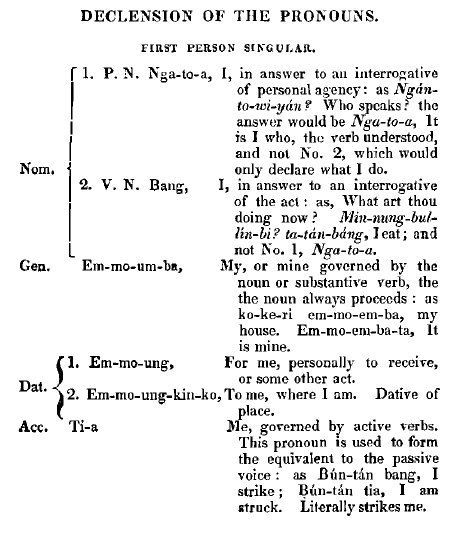 DECLENSION OF THE PRONOUNS.
FIRST PERSON SINGULAR.
1. P. N. Nga-to-a, I, in answer to an interrogative
of personal agency: as Ngán-
to-wi-yán? Who speaks? the
answer would be Nga-to-a, It
is I who, the verb understood,
and not No. 2, which would
only declare what I do.
Nom.
2. V. N. Bang, I, in answer to an interrogative
of the act: as, What art thou
doing now? Min-nung-bul-
lín-bi? ta-tán-báng, I eat; and
not No. 1, Nga-to-a.
Gen. Em-mo-um-ba, My, or mine governed by the
noun or substantive verb, the
the noun always proceeds: as
ko-ke-ri em-mo-em-ba, my
house. Em-mo-em-ba-ta, It
is mine.
1. Em-mo-ung, For me, personally to receive,
or some other act.
Dat.
2. Em-mo-ung-kin-ko, To me, where I am. Dative of
place.
Acc. Ti-a Me, governed by active verbs.
This pronoun is used to form
the equivalent to the passive
voice: as Bún-tán bang, I
strike; Bún-tán tia, I am
struck. Literally strikes me.